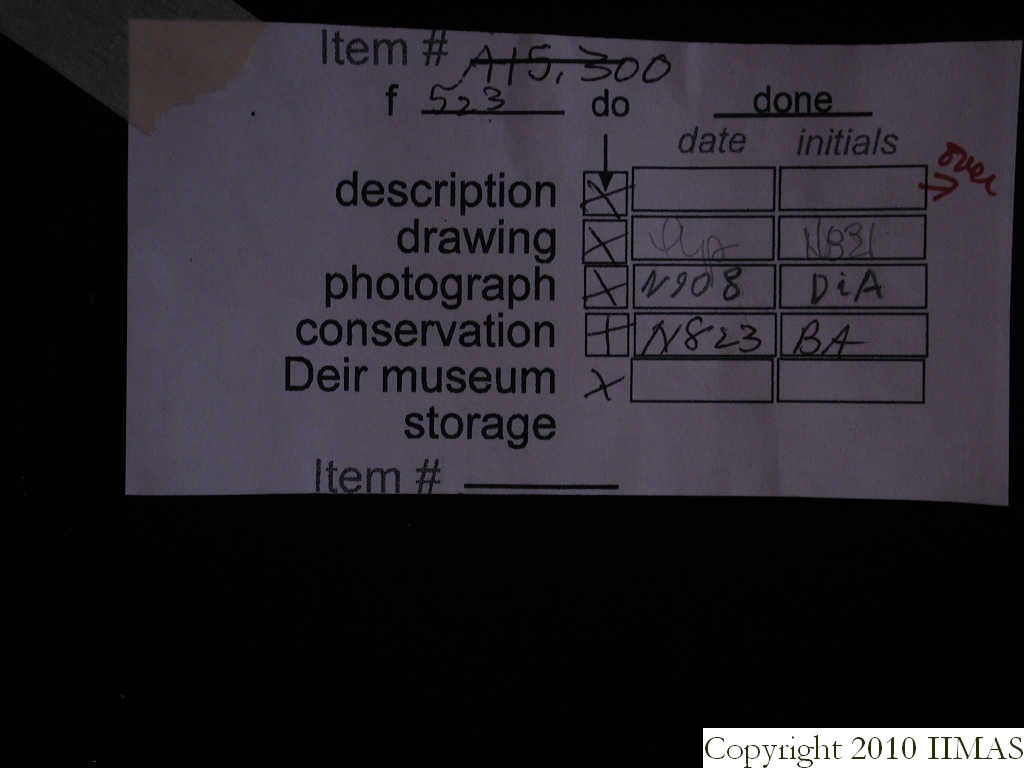 Item # A15, 300
f 523 do done
date initials
over
description X
drawing X N831
photograph X N908 DiA
conservation + N823 BA
Deir museum X
storage
Item #
Copyright 2010 IIMAS